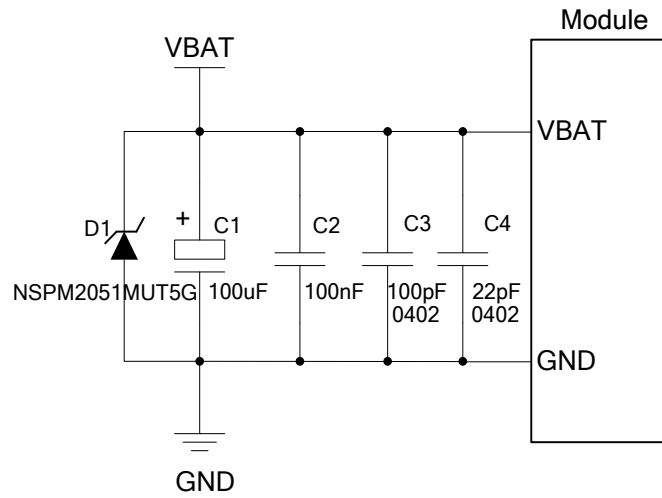 Module
VBAT
VBAT
+
D1
C1
C2
C3
C4
NSPM2051MUT5G
100uF
100nF
100pF
0402
22pF
0402
GND
GND